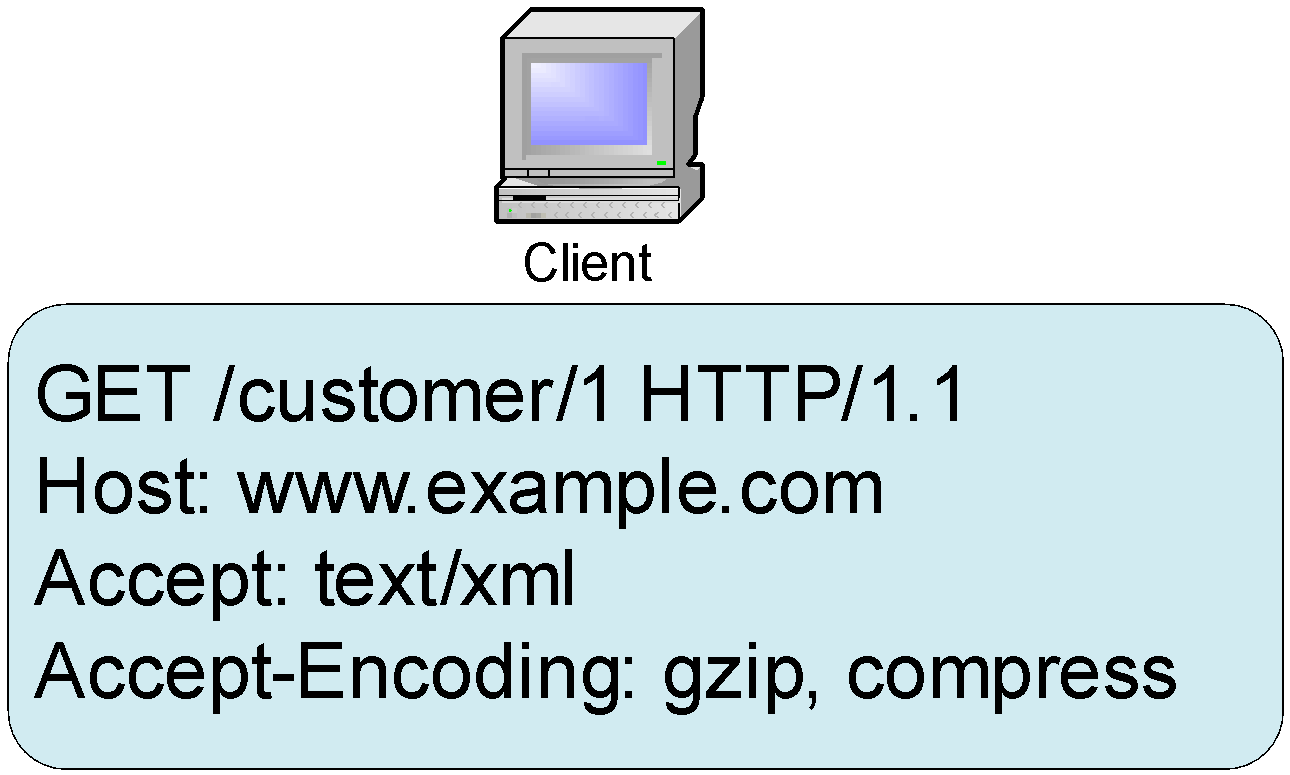 Client
GET /customer/1 HTTP/1.1
Host: www.example.com
Accept: text/xml
Accept-Encoding: gzip, compress